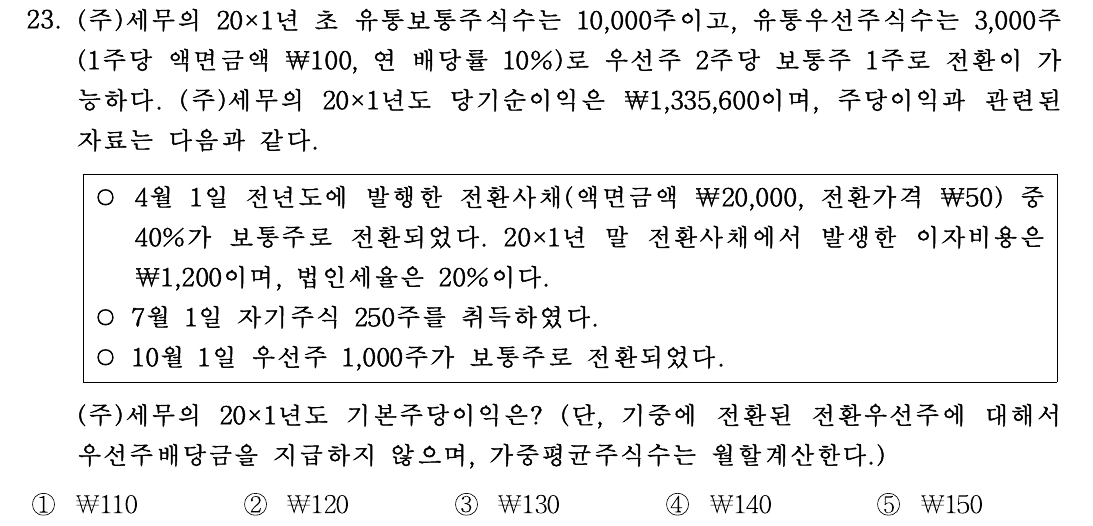 23. (주)세무의 20×1년 초 유통보통주식수는 10,000주이고, 유통우선주식수는 3,000주
(1주당 액면금액 ₩100, 연 배당률 10%)로 우선주 2주당 보통주 1주로 전환이 가
능하다. (주)세무의 20×1년도 당기순이익은 ₩1,335,600이며, 주당이익과 관련된
자료는 다음과 같다.
○ 4월 1일 전년도에 발행한 전환사채(액면금액 ₩20,000, 전환가격 ₩50) 중
40%가 보통주로 전환되었다. 20×1년 말 전환사채에서 발생한 이자비용은
₩1,200이며, 법인세율은 20%이다.
○ 7월 1일 자기주식 250주를 취득하였다.
○ 10월 1일 우선주 1,000주가 보통주로 전환되었다.
(주)세무의 20×1년도 기본주당이익은? (단, 기중에 전환된 전환우선주에 대해서
우선주배당금을 지급하지 않으며, 가중평균주식수는 월할계산한다.)
① ₩110 ② ₩120 ③ ₩130 ④ ₩140 ⑤ ₩150